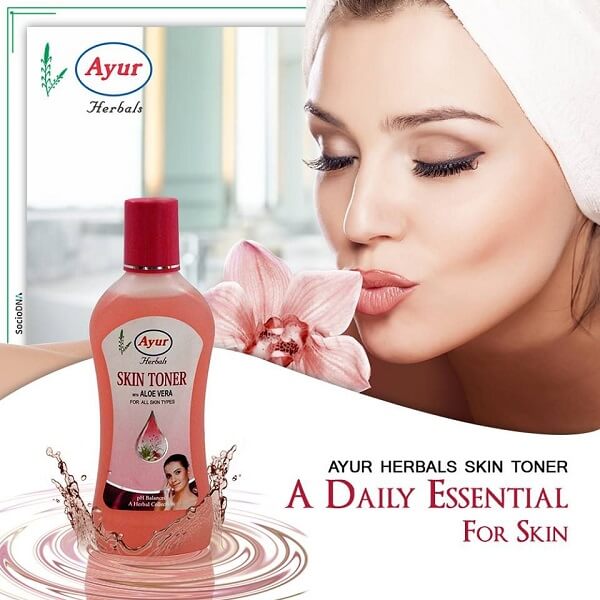 Ayur
Herbals
SocioDNA
Ayur
Herbals
SKIN TONER
WITH ALOE VERA
FOR ALL SKIN TYPES
pH Balanced
A Herbal Collection
AYUR HERBALS SKIN TONER
A DAILY ESSENTIAL
FOR SKIN